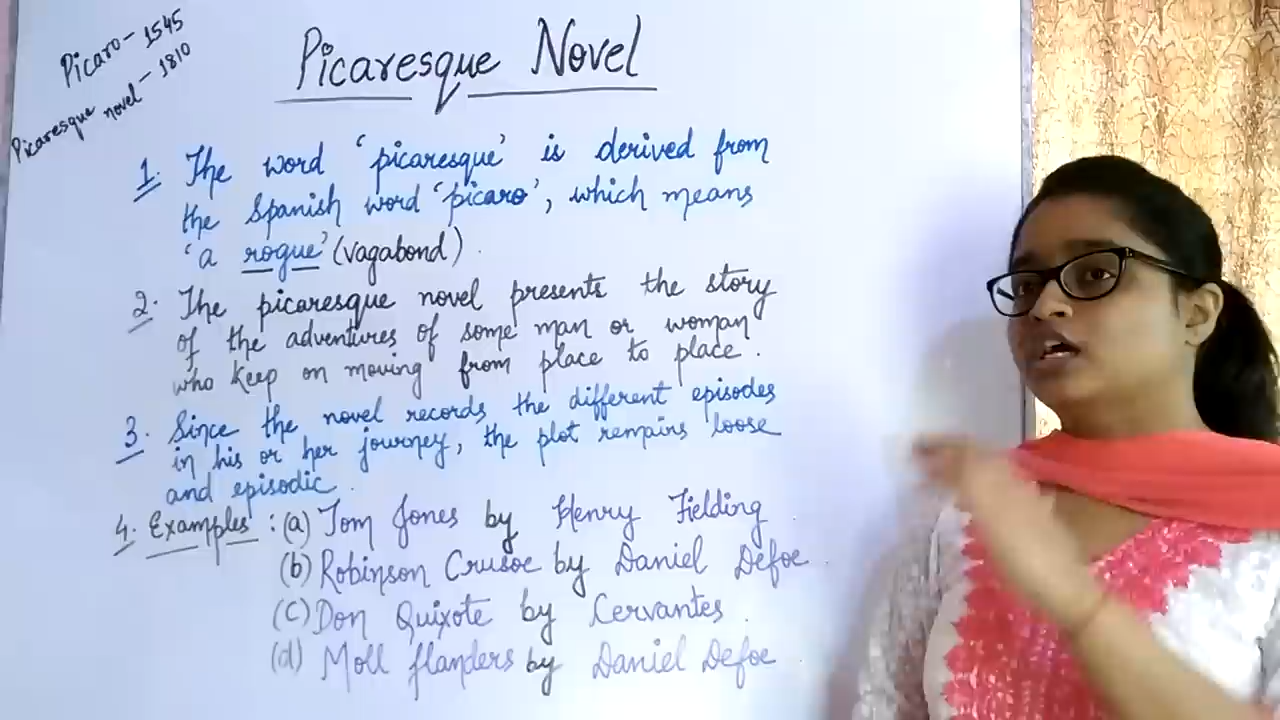 Picaro - 1545
Picaresque novel - 1810
Picaresque Novel
1. The word 'picaresque' is derived from
the Spanish word 'picaro', which means
'a rogue' (vagabond).
2. The picaresque novel presents the story
of the adventures of some man or woman
who keep on moving from place to place.
3. Since the novel records the different episodes
in his or her journey, the plot remains loose
and episodic.
4. Examples : (a) Tom Jones by Henry Fielding
(b) Robinson Crusoe by Daniel Defoe
(c) Don Quixote by Cervantes.
(d) Moll flanders by Daniel Defoe